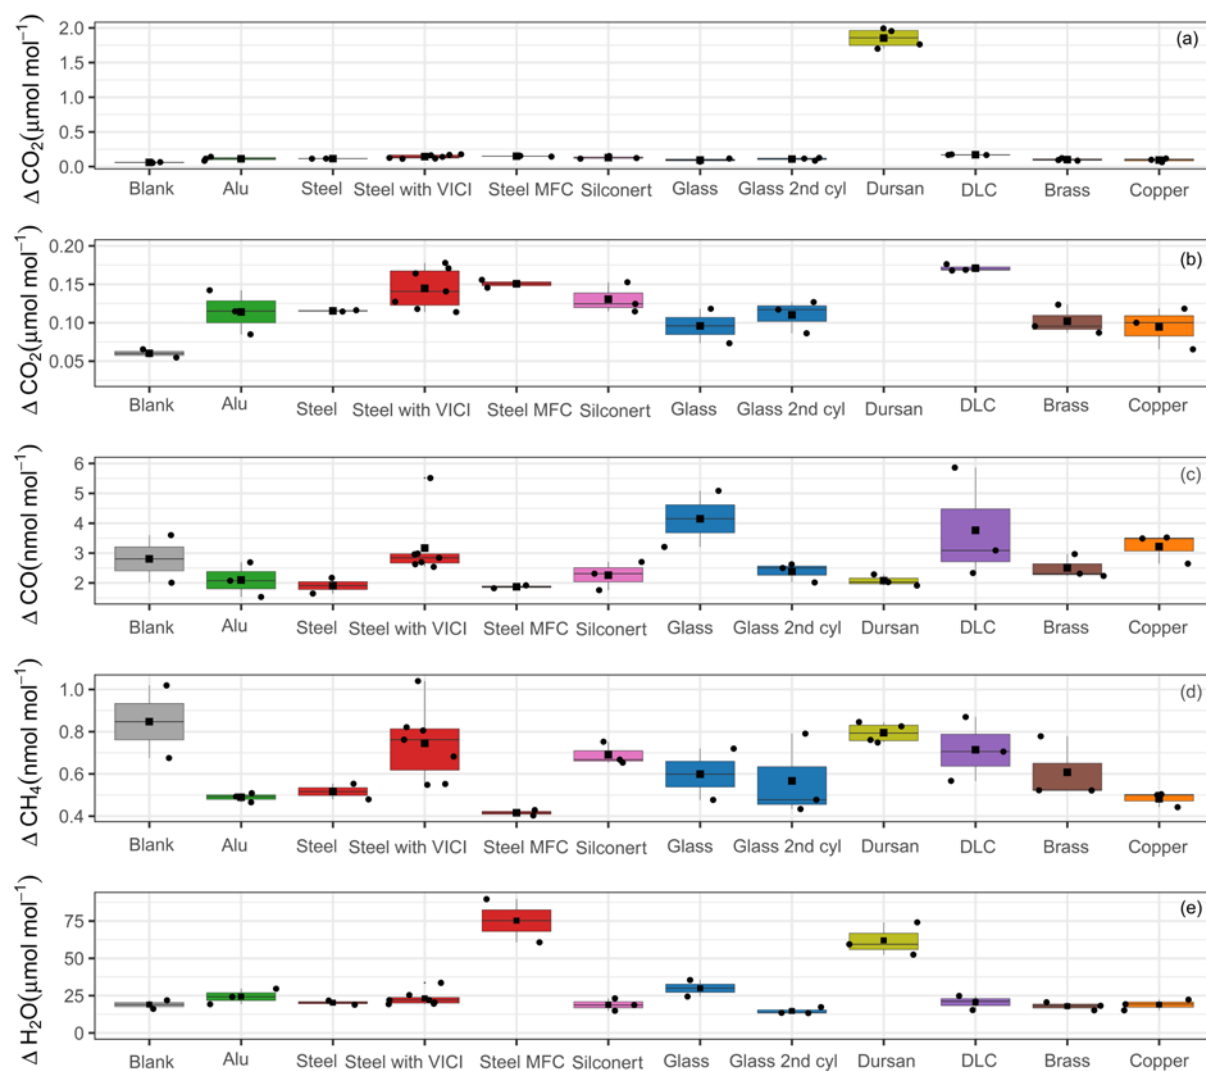 Δ CO₂(μmol mol⁻¹)
(a)
2.0
1.5
1.0
0.5
0.0
Blank Alu Steel Steel with VICI Steel MFC Silconert Glass Glass 2nd cyl Dursan DLC Brass Copper
Δ CO₂(μmol mol⁻¹)
(b)
0.20
0.15
0.10
0.05
Blank Alu Steel Steel with VICI Steel MFC Silconert Glass Glass 2nd cyl Dursan DLC Brass Copper
Δ CO(nmol mol⁻¹)
(c)
6
5
4
3
2
Blank Alu Steel Steel with VICI Steel MFC Silconert Glass Glass 2nd cyl Dursan DLC Brass Copper
Δ CH₄(nmol mol⁻¹)
(d)
1.0
0.8
0.6
0.4
Blank Alu Steel Steel with VICI Steel MFC Silconert Glass Glass 2nd cyl Dursan DLC Brass Copper
Δ H₂O(μmol mol⁻¹)
(e)
75
50
25
0
Blank Alu Steel Steel with VICI Steel MFC Silconert Glass Glass 2nd cyl Dursan DLC Brass Copper